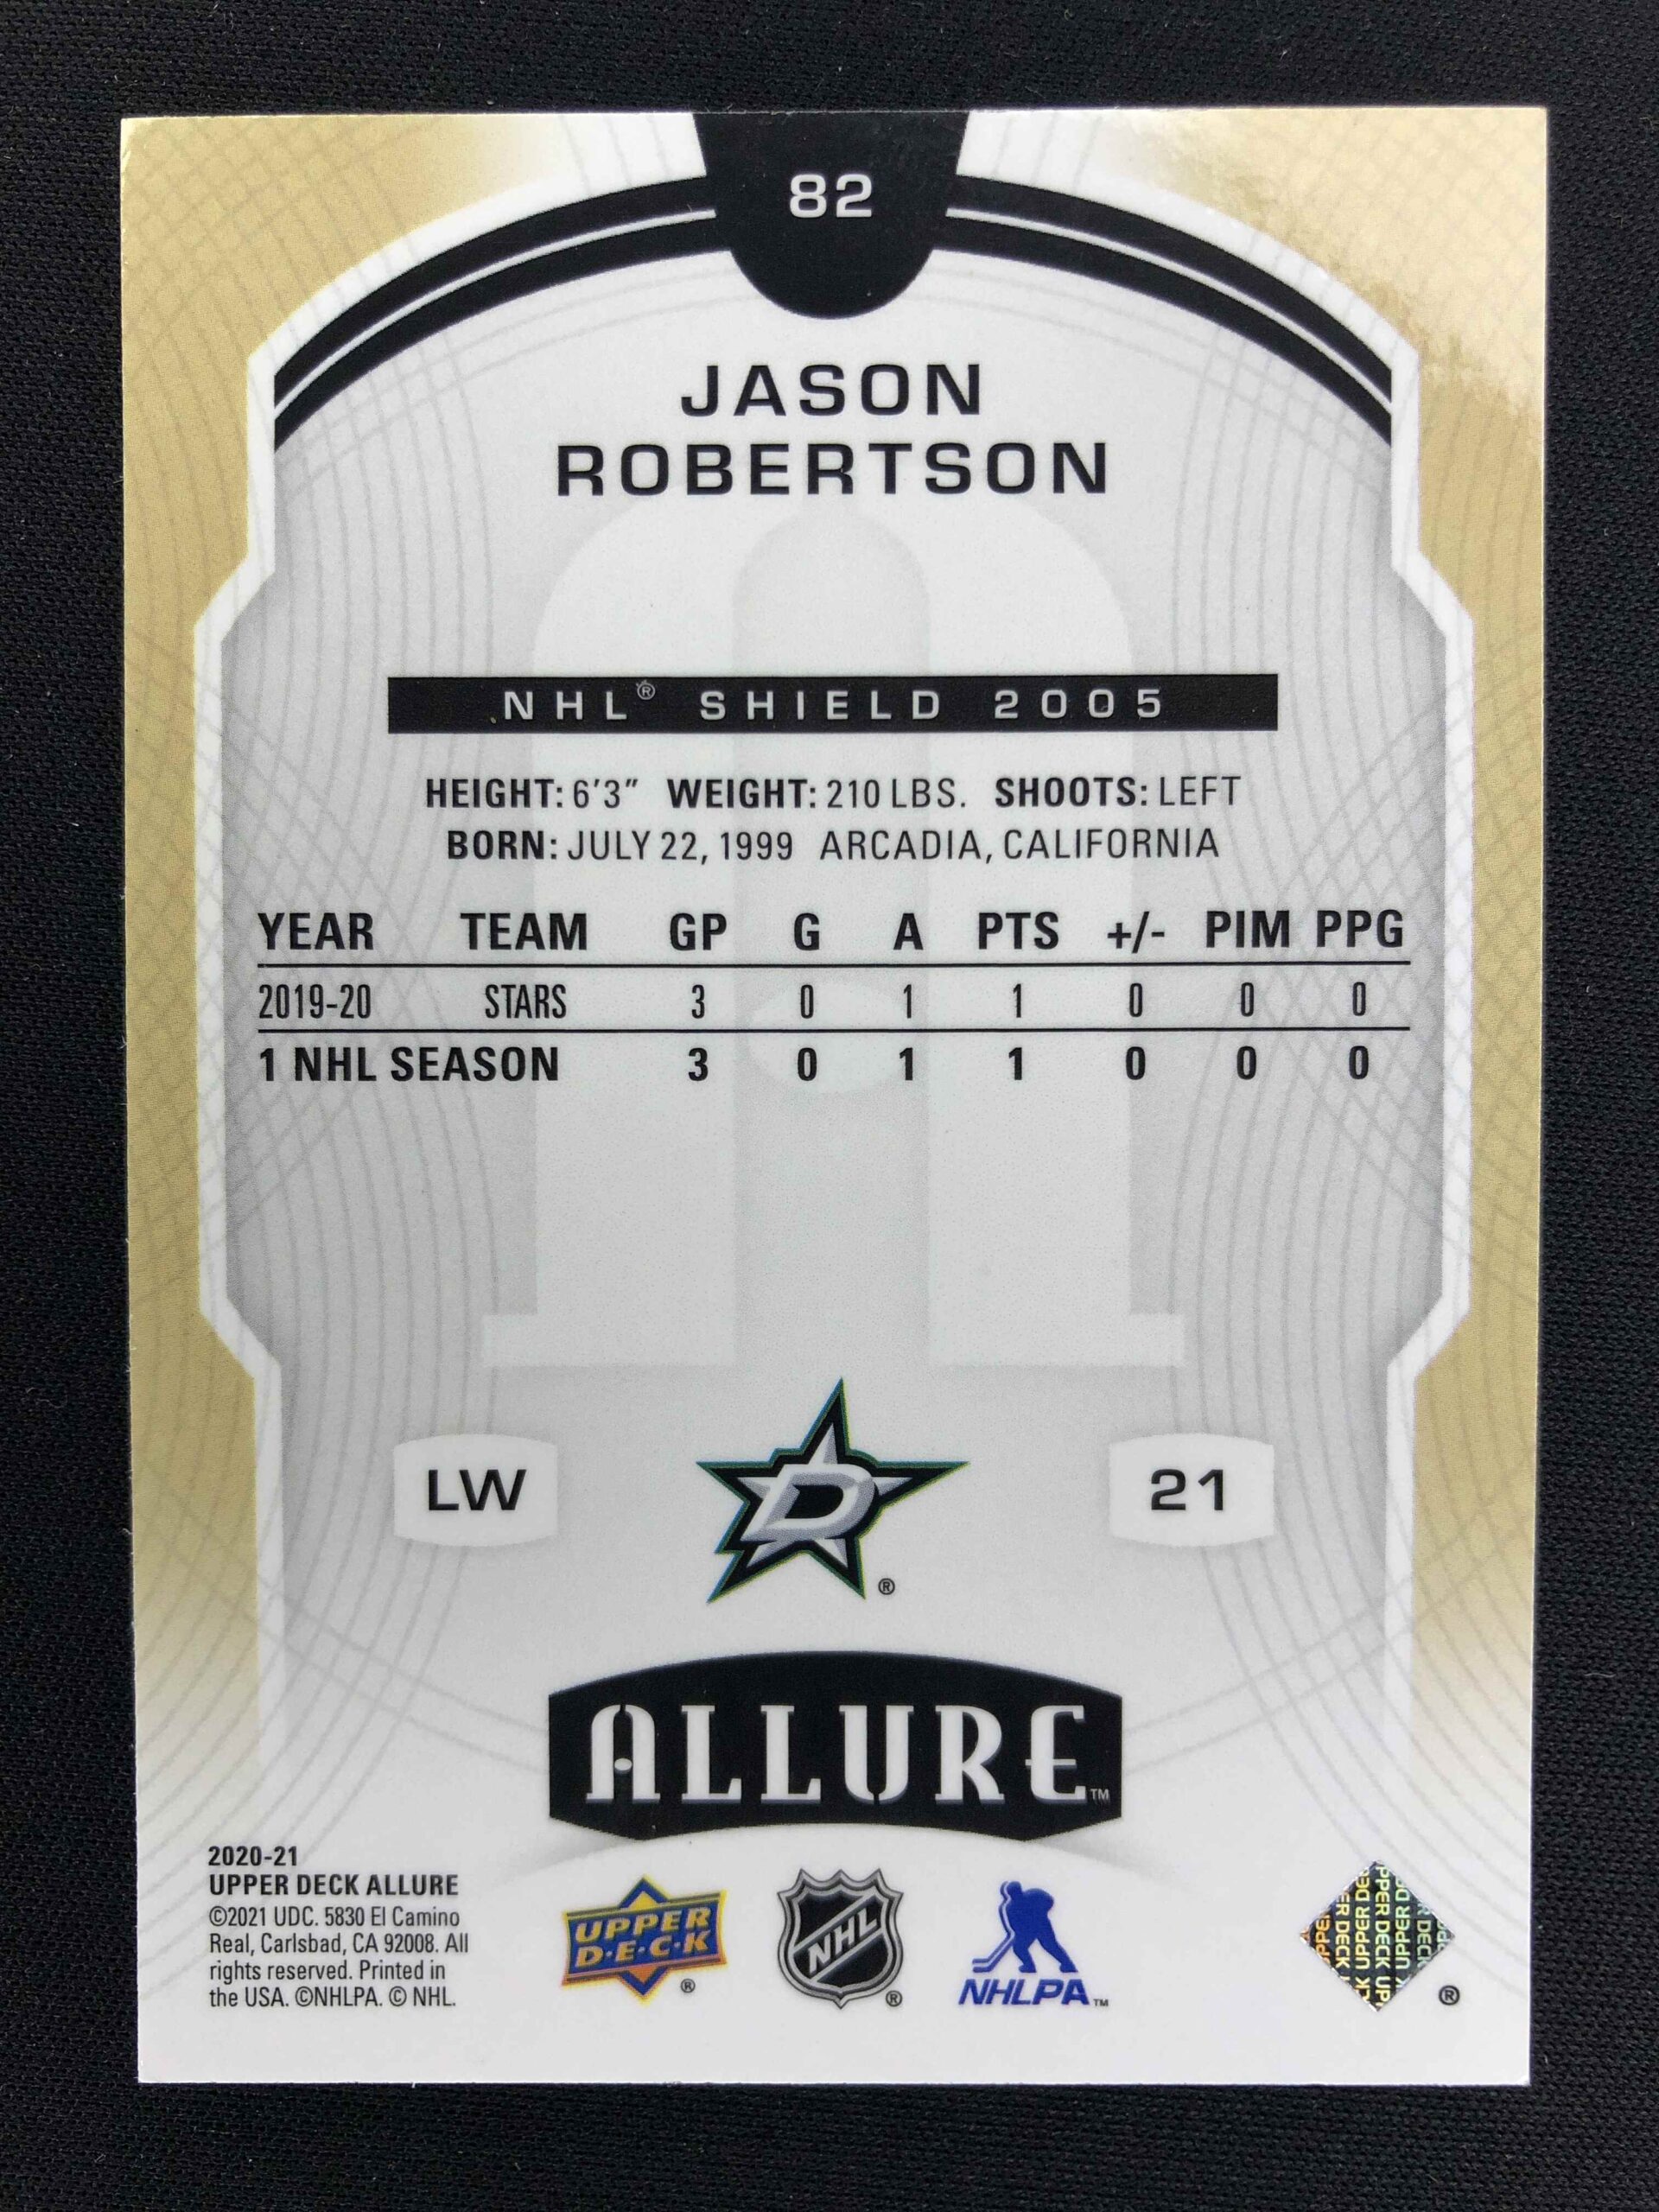 82
JASON
ROBERTSON
NHL® SHIELD 2005
HEIGHT: 6'3" WEIGHT: 210 LBS. SHOOTS: LEFT
BORN: JULY 22, 1999 ARCADIA, CALIFORNIA
YEAR TEAM GP G A PTS +/- PIM PPG
2019-20 STARS 3 0 1 1 0 0 0
1 NHL SEASON 3 0 1 1 0 0 0
LW D ® 21
ALLURE™
2020-21
UPPER DECK ALLURE
©2021 UDC. 5830 El Camino
Real, Carlsbad, CA 92008. All
rights reserved. Printed in
the USA. ©NHLPA. © NHL.
UPPER
D·E·C·K ®
NHL ®
NHLPA™
UPPER DECK
®